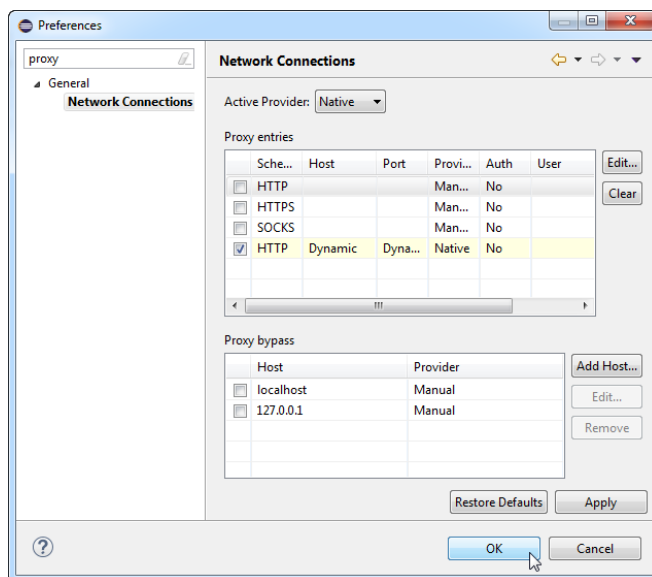 Preferences
proxy
General
Network Connections
Network Connections
Active Provider: Native
Proxy entries
Sche... Host Port Provi... Auth User
HTTP Man... No
HTTPS Man... No
SOCKS Man... No
HTTP Dynamic Dyna... Native No
Edit...
Clear
Proxy bypass
Host Provider
localhost Manual
127.0.0.1 Manual
Add Host...
Edit...
Remove
Restore Defaults Apply
? OK Cancel